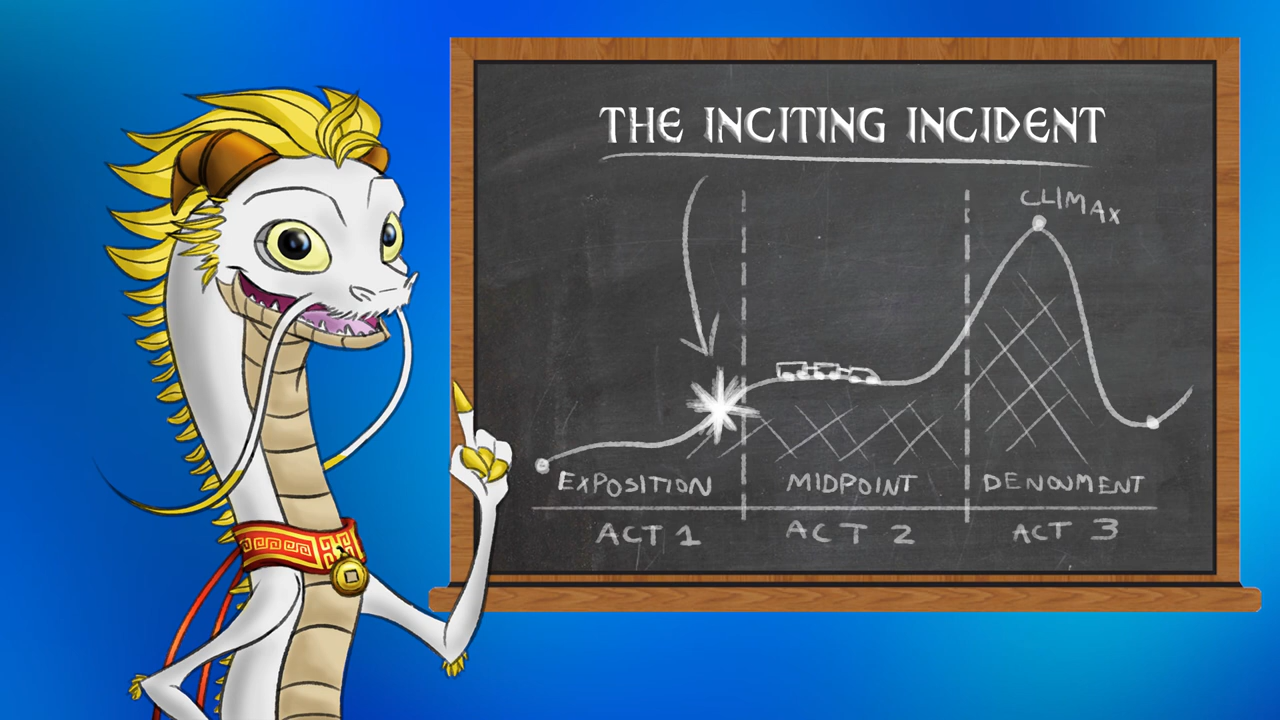 THE INCITING INCIDENT
CLIMAX
EXPOSITION
MIDPOINT
DENOUMENT
ACT 1
ACT 2
ACT 3